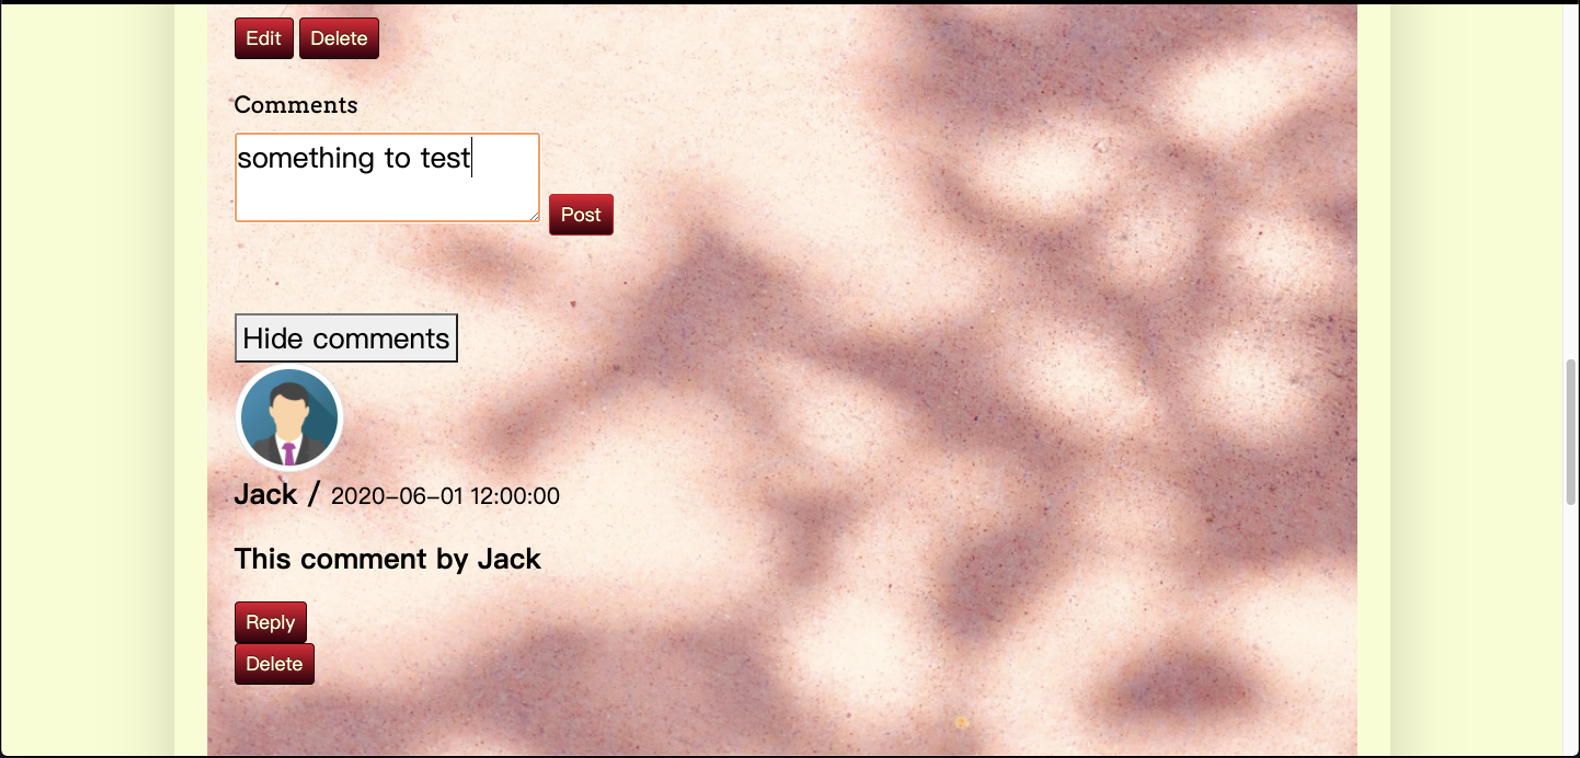 Edit Delete
Comments
something to test
Post
Hide comments
Jack / 2020-06-01 12:00:00
This comment by Jack
Reply
Delete